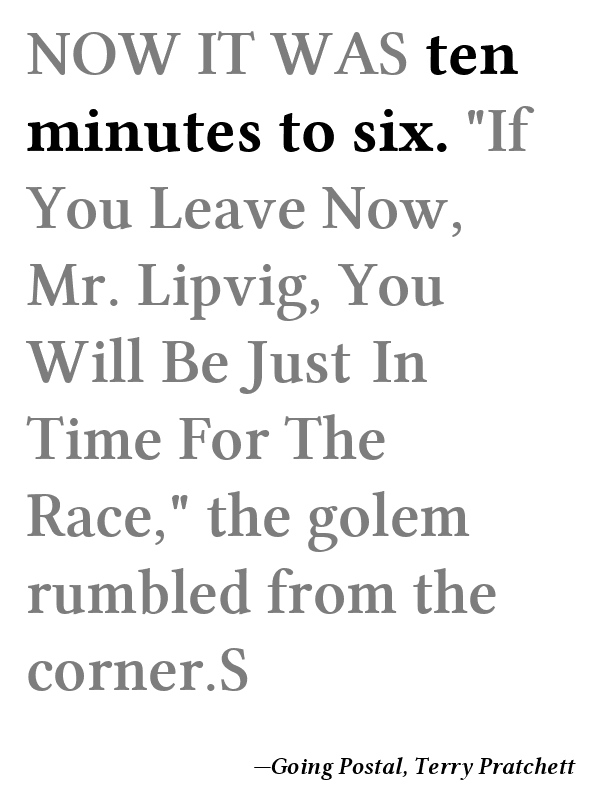 NOW IT WAS ten
minutes to six. "If
You Leave Now,
Mr. Lipvig, You
Will Be Just In
Time For The
Race," the golem
rumbled from the
corner.S
—Going Postal, Terry Pratchett